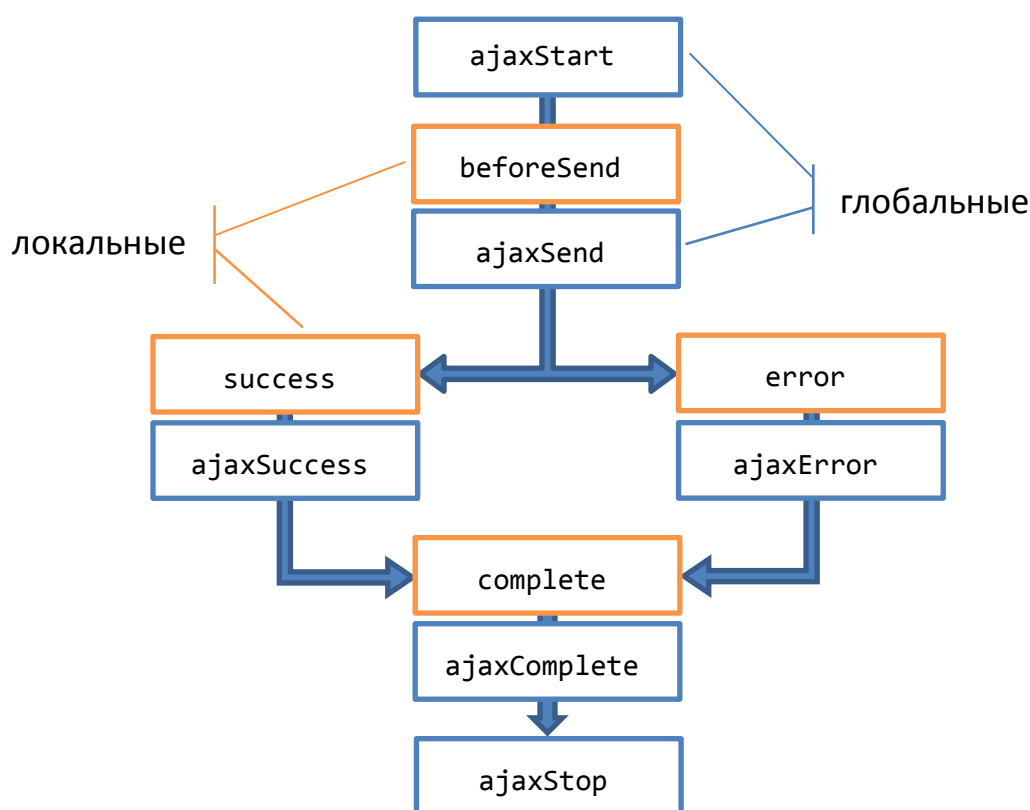 ajaxStart
beforeSend
глобальные
локальные
ajaxSend
success
error
ajaxSuccess
ajaxError
complete
ajaxComplete
ajaxStop